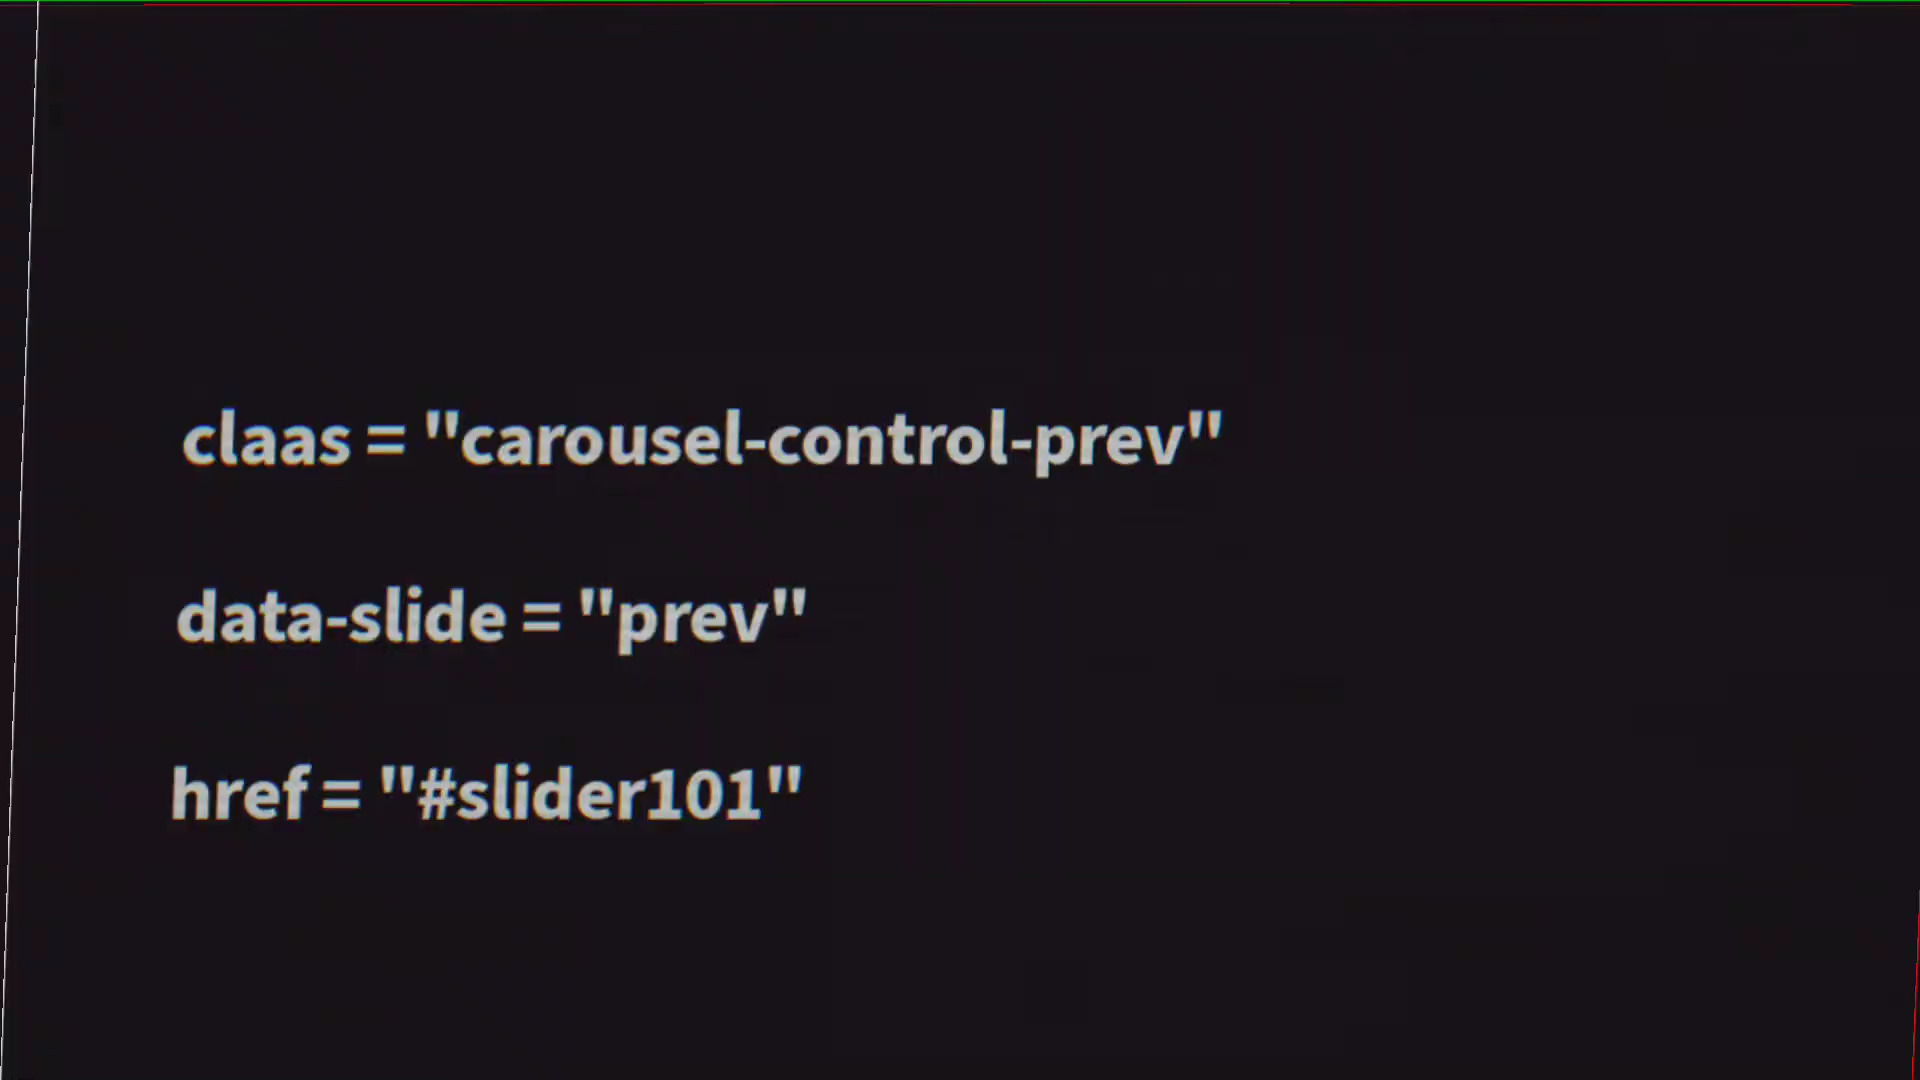 claas = "carousel-control-prev"
data-slide = "prev"
href = "#slider101"